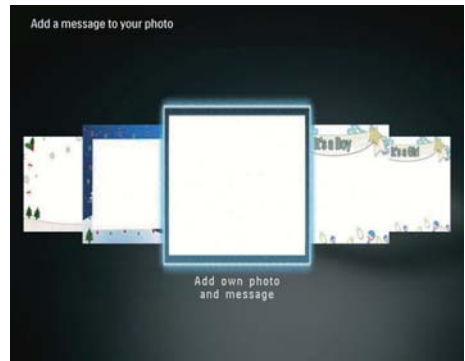 Add a message to your photo
It's a Boy
It's a Girl
Add own photo
and message